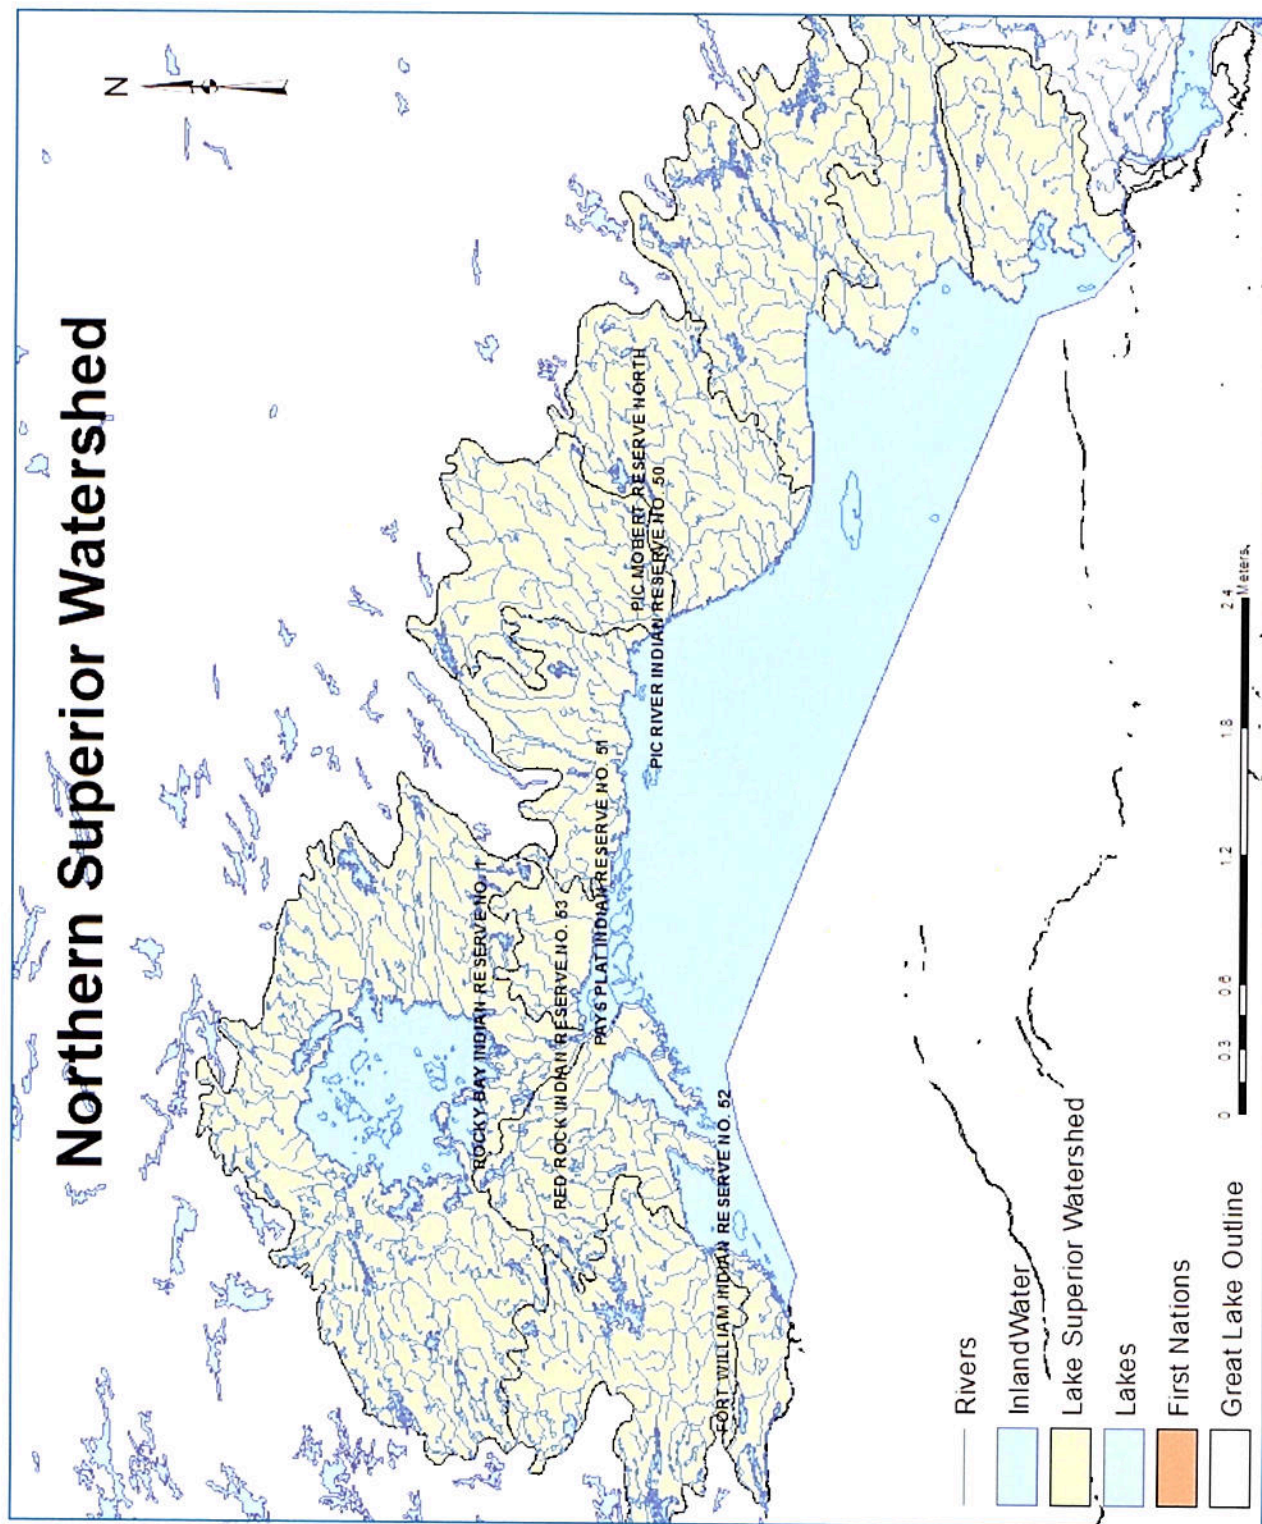 Northern Superior Watershed
N
ROCKY BAY INDIAN RESERVE NO. 1
RED ROCK INDIAN RESERVE NO. 53
PAYS PLAT INDIAN RESERVE NO. 51
PIC MOBERT RESERVE NORTH
PIC RIVER INDIAN RESERVE NO. 50
FORT WILLIAM INDIAN RESERVE NO. 52
Rivers
InlandWater
Lake Superior Watershed
Lakes
First Nations
Great Lake Outline
0 0.3 0.6 1.2 1.8 2.4
Meters